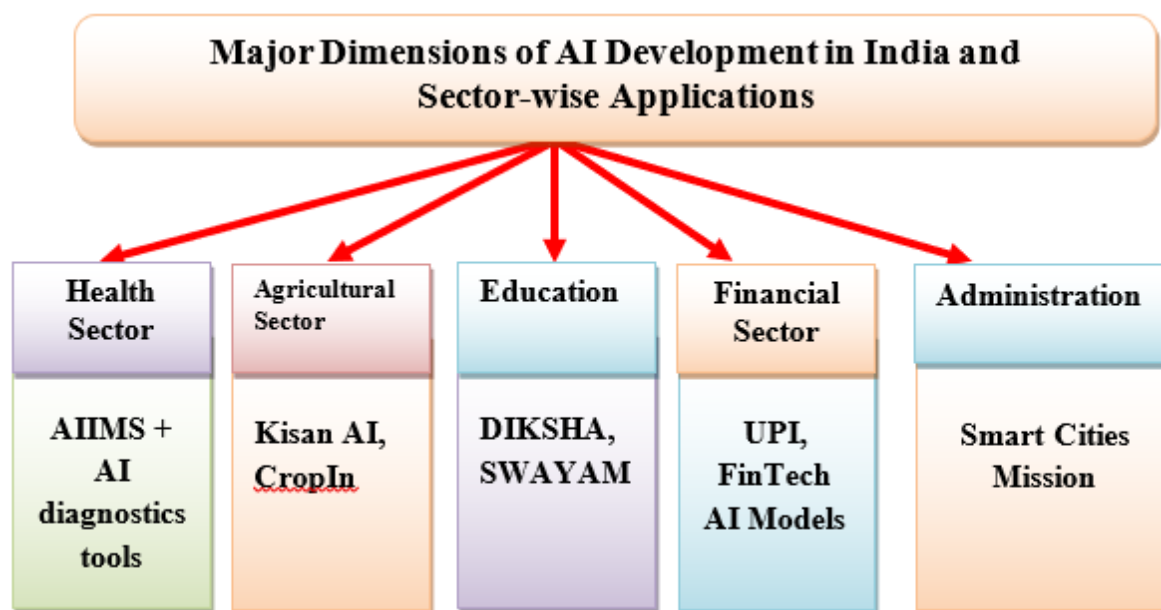 Major Dimensions of AI Development in India and
Sector-wise Applications
Health
Sector
AIIMS +
AI
diagnostics
tools
Agricultural
Sector
Kisan AI,
CropIn
Education
DIKSHA,
SWAYAM
Financial
Sector
UPI,
FinTech
AI Models
Administration
Smart Cities
Mission